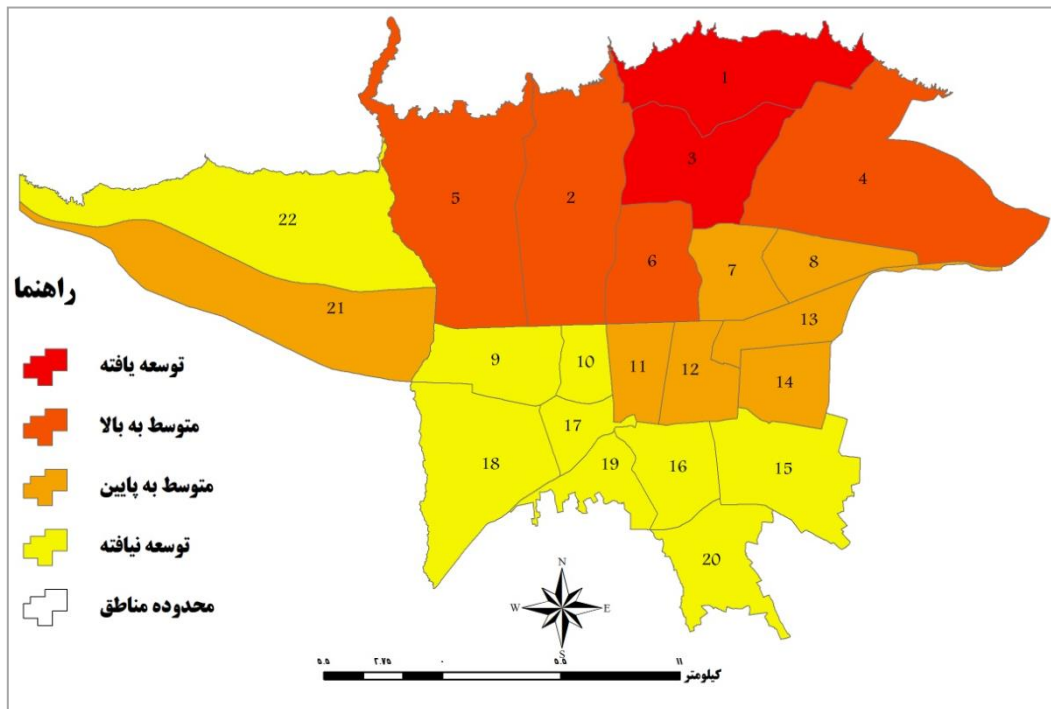 1
3
4
5
2
22
6
7
8
21
13
9
10
11
12
14
17
18
19
16
15
20
راهنما
توسعه یافته
متوسط به بالا
متوسط به پایین
توسعه نیافته
محدوده مناطق
N
W E
S
۵.۵ ۲.۷۵ ۰ ۵.۵ ۱۱
کیلومتر